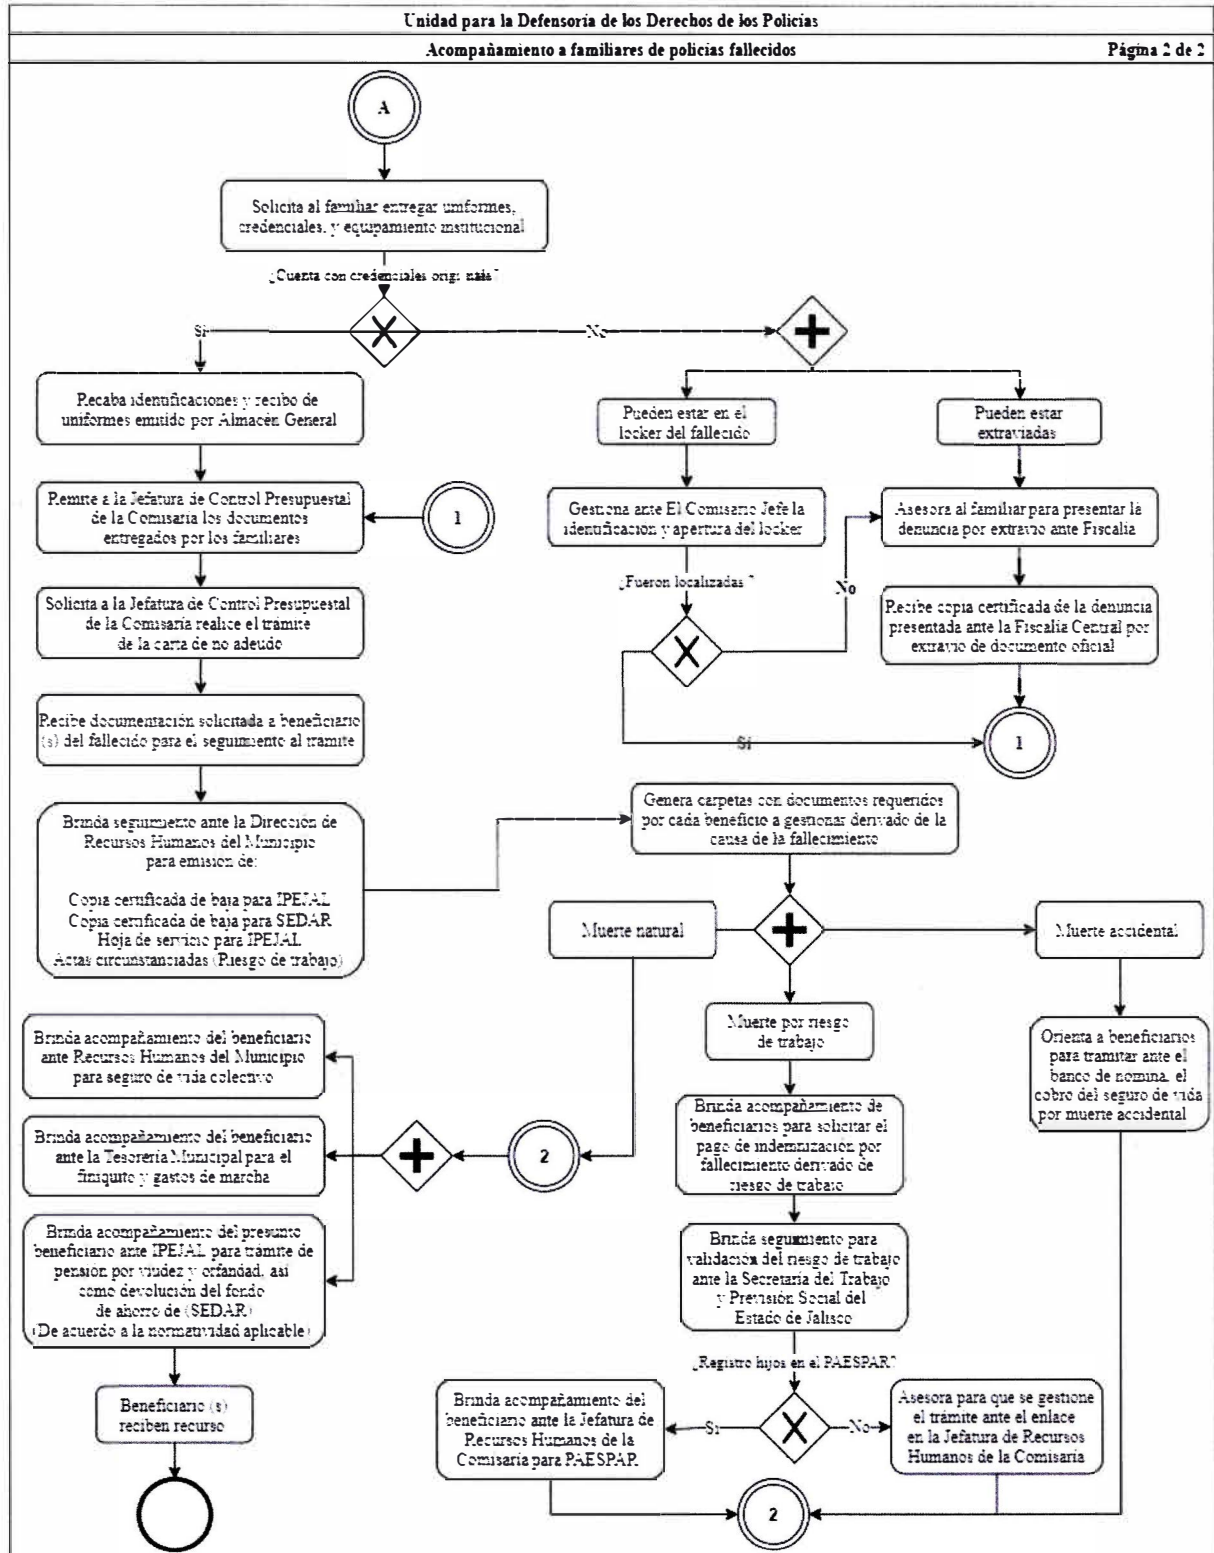 Unidad para la Defensoría de los Derechos de los Policías
Acompañamiento a familiares de policías fallecidos
Página 2 de 2
A
Solicita al familiar entregar uniformes,
credenciales, y equipamiento institucional
¿Cuenta con credenciales originales?
Si
No
Recaba identificaciones y recibo de
uniformes emitido por Almacén General
Pueden estar en el
locker del fallecido
Pueden estar
extraviadas
Remite a la Jefatura de Control Presupuestal
de la Comisaría los documentos
entregados por los familiares
1
Gestiona ante El Comisario Jefe la
identificación y apertura del locker
Asesora al familiar para presentar la
denuncia por extravío ante Fiscalía
¿Fueron localizadas?
No
Solicita a la Jefatura de Control Presupuestal
de la Comisaría realice el trámite
de la carta de no adeudo
Recibe copia certificada de la denuncia
presentada ante la Fiscalía Central por
extravío de documento oficial
Recibe documentación solicitada a beneficiario
(s) del fallecido para el seguimiento al trámite
Si
1
Brinda seguimiento ante la Dirección de
Recursos Humanos del Municipio
para emisión de:
Copia certificada de baja para IPEJAL
Copia certificada de baja para SEDAR
Hoja de servicio para IPEJAL
Actas circunstanciadas (Riesgo de trabajo)
Genera carpetas con documentos requeridos
por cada beneficio a gestionar derivado de la
causa de la fallecimiento
Muerte natural
Muerte accidental
Muerte por riesgo
de trabajo
Brinda acompañamiento del beneficiario
ante Recursos Humanos del Municipio
para seguro de vida colectivo
Orienta a beneficiarios
para tramitar ante el
banco de nomina, el
cobro del seguro de vida
por muerte accidental
Brinda acompañamiento de
beneficiarios para solicitar el
pago de indemnización por
fallecimiento derivado de
riesgo de trabajo
Brinda acompañamiento del beneficiario
ante la Tesorería Municipal para el
finiquito y gastos de marcha
2
Brinda acompañamiento del presunto
beneficiario ante IPEJAL para trámite de
pensión por viudez y orfandad, así
como devolución del fondo
de ahorro de (SEDAR)
(De acuerdo a la normatividad aplicable)
Brinda seguimiento para
validación del riesgo de trabajo
ante la Secretaría del Trabajo
y Previsión Social del
Estado de Jalisco
¿Registro hijos en el PAESPAR?
Beneficiario (s)
reciben recurso
Brinda acompañamiento del
beneficiario ante la Jefatura de
Recursos Humanos de la
Comisaría para PAESPAR
Si
No
Asesora para que se gestione
el trámite ante el enlace
en la Jefatura de Recursos
Humanos de la Comisaría
2